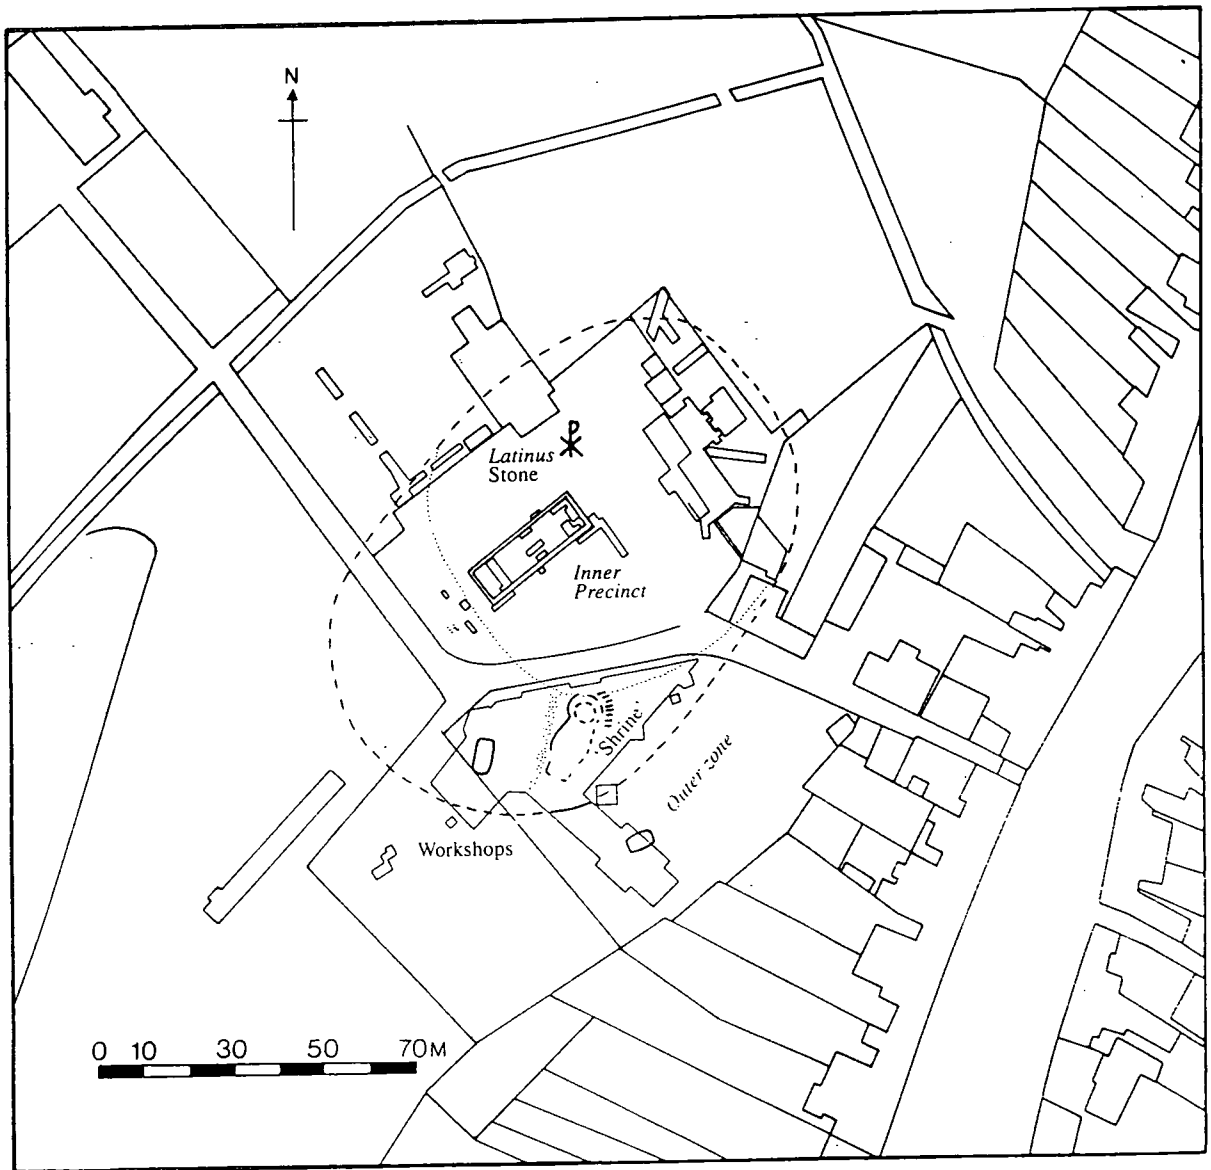 N
Latinus
Stone
Inner
Precinct
Shrine
Outer zone
Workshops
0 10 30 50 70M